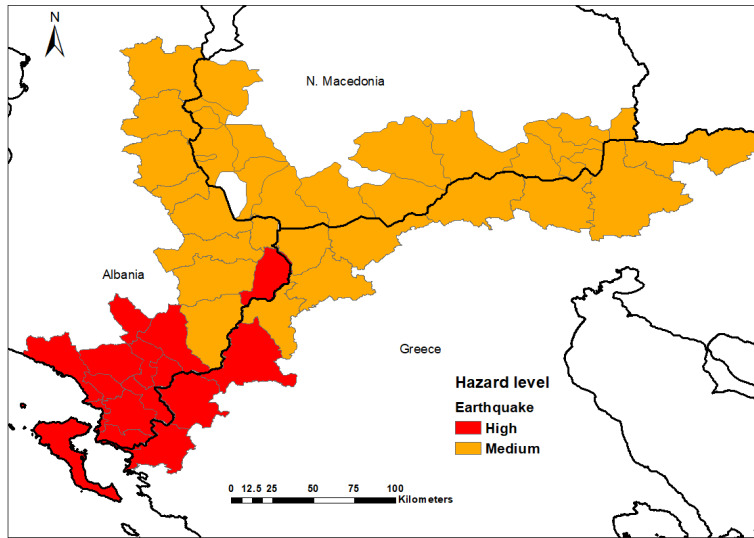 N
N. Macedonia
Albania
Greece
Hazard level
Earthquake
High
Medium
0 12.5 25 50 75 100
Kilometers